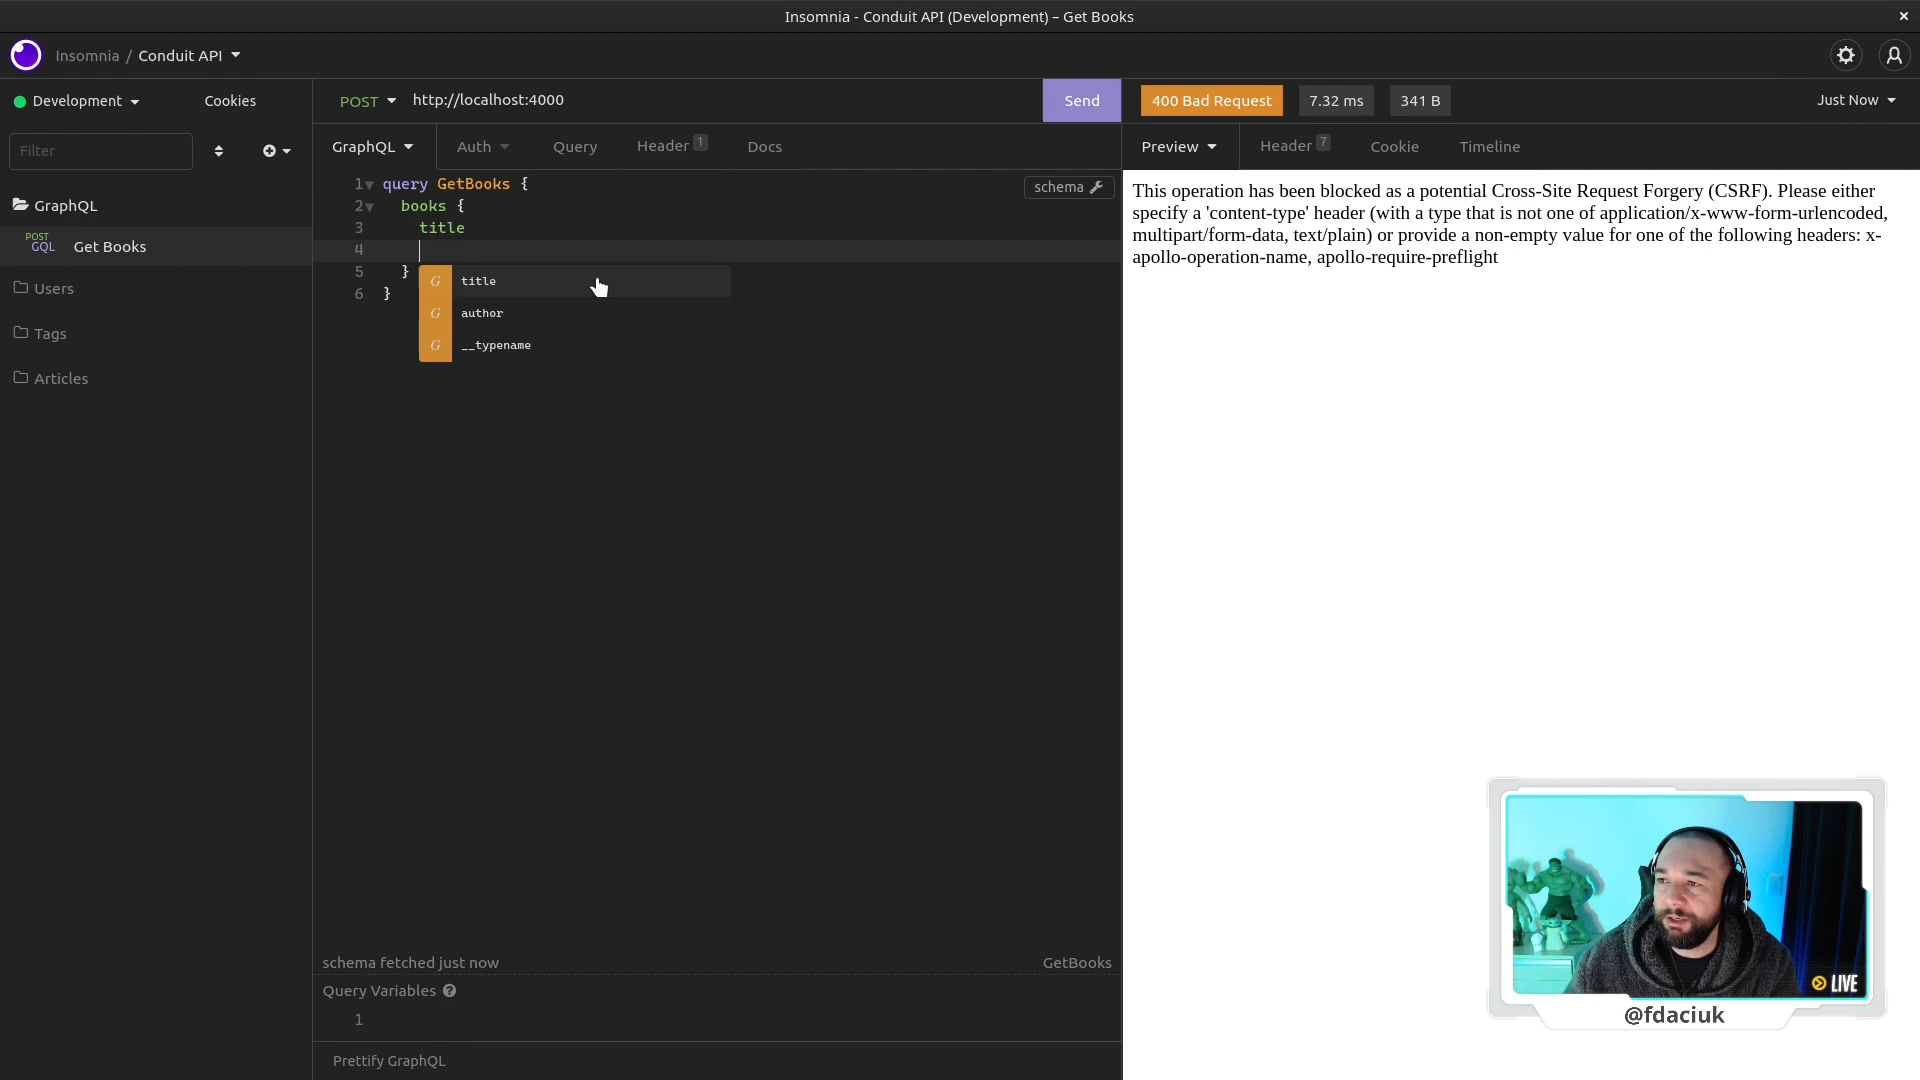 Insomnia - Conduit API (Development) – Get Books
Insomnia / Conduit API
Development
Cookies
POST
http://localhost:4000
Send
400 Bad Request
7.32 ms
341 B
Just Now
Filter
GraphQL
Auth
Query
Header 1
Docs
Preview
Header 7
Cookie
Timeline
GraphQL
POST
GQL Get Books
Users
Tags
Articles
1 query GetBooks {
2 books {
3 title
4
5 }
6 }
schema
G title
G author
G __typename
This operation has been blocked as a potential Cross-Site Request Forgery (CSRF). Please either
specify a 'content-type' header (with a type that is not one of application/x-www-form-urlencoded,
multipart/form-data, text/plain) or provide a non-empty value for one of the following headers: x-
apollo-operation-name, apollo-require-preflight
schema fetched just now
GetBooks
Query Variables ?
1
Prettify GraphQL
LIVE
@fdaciuk